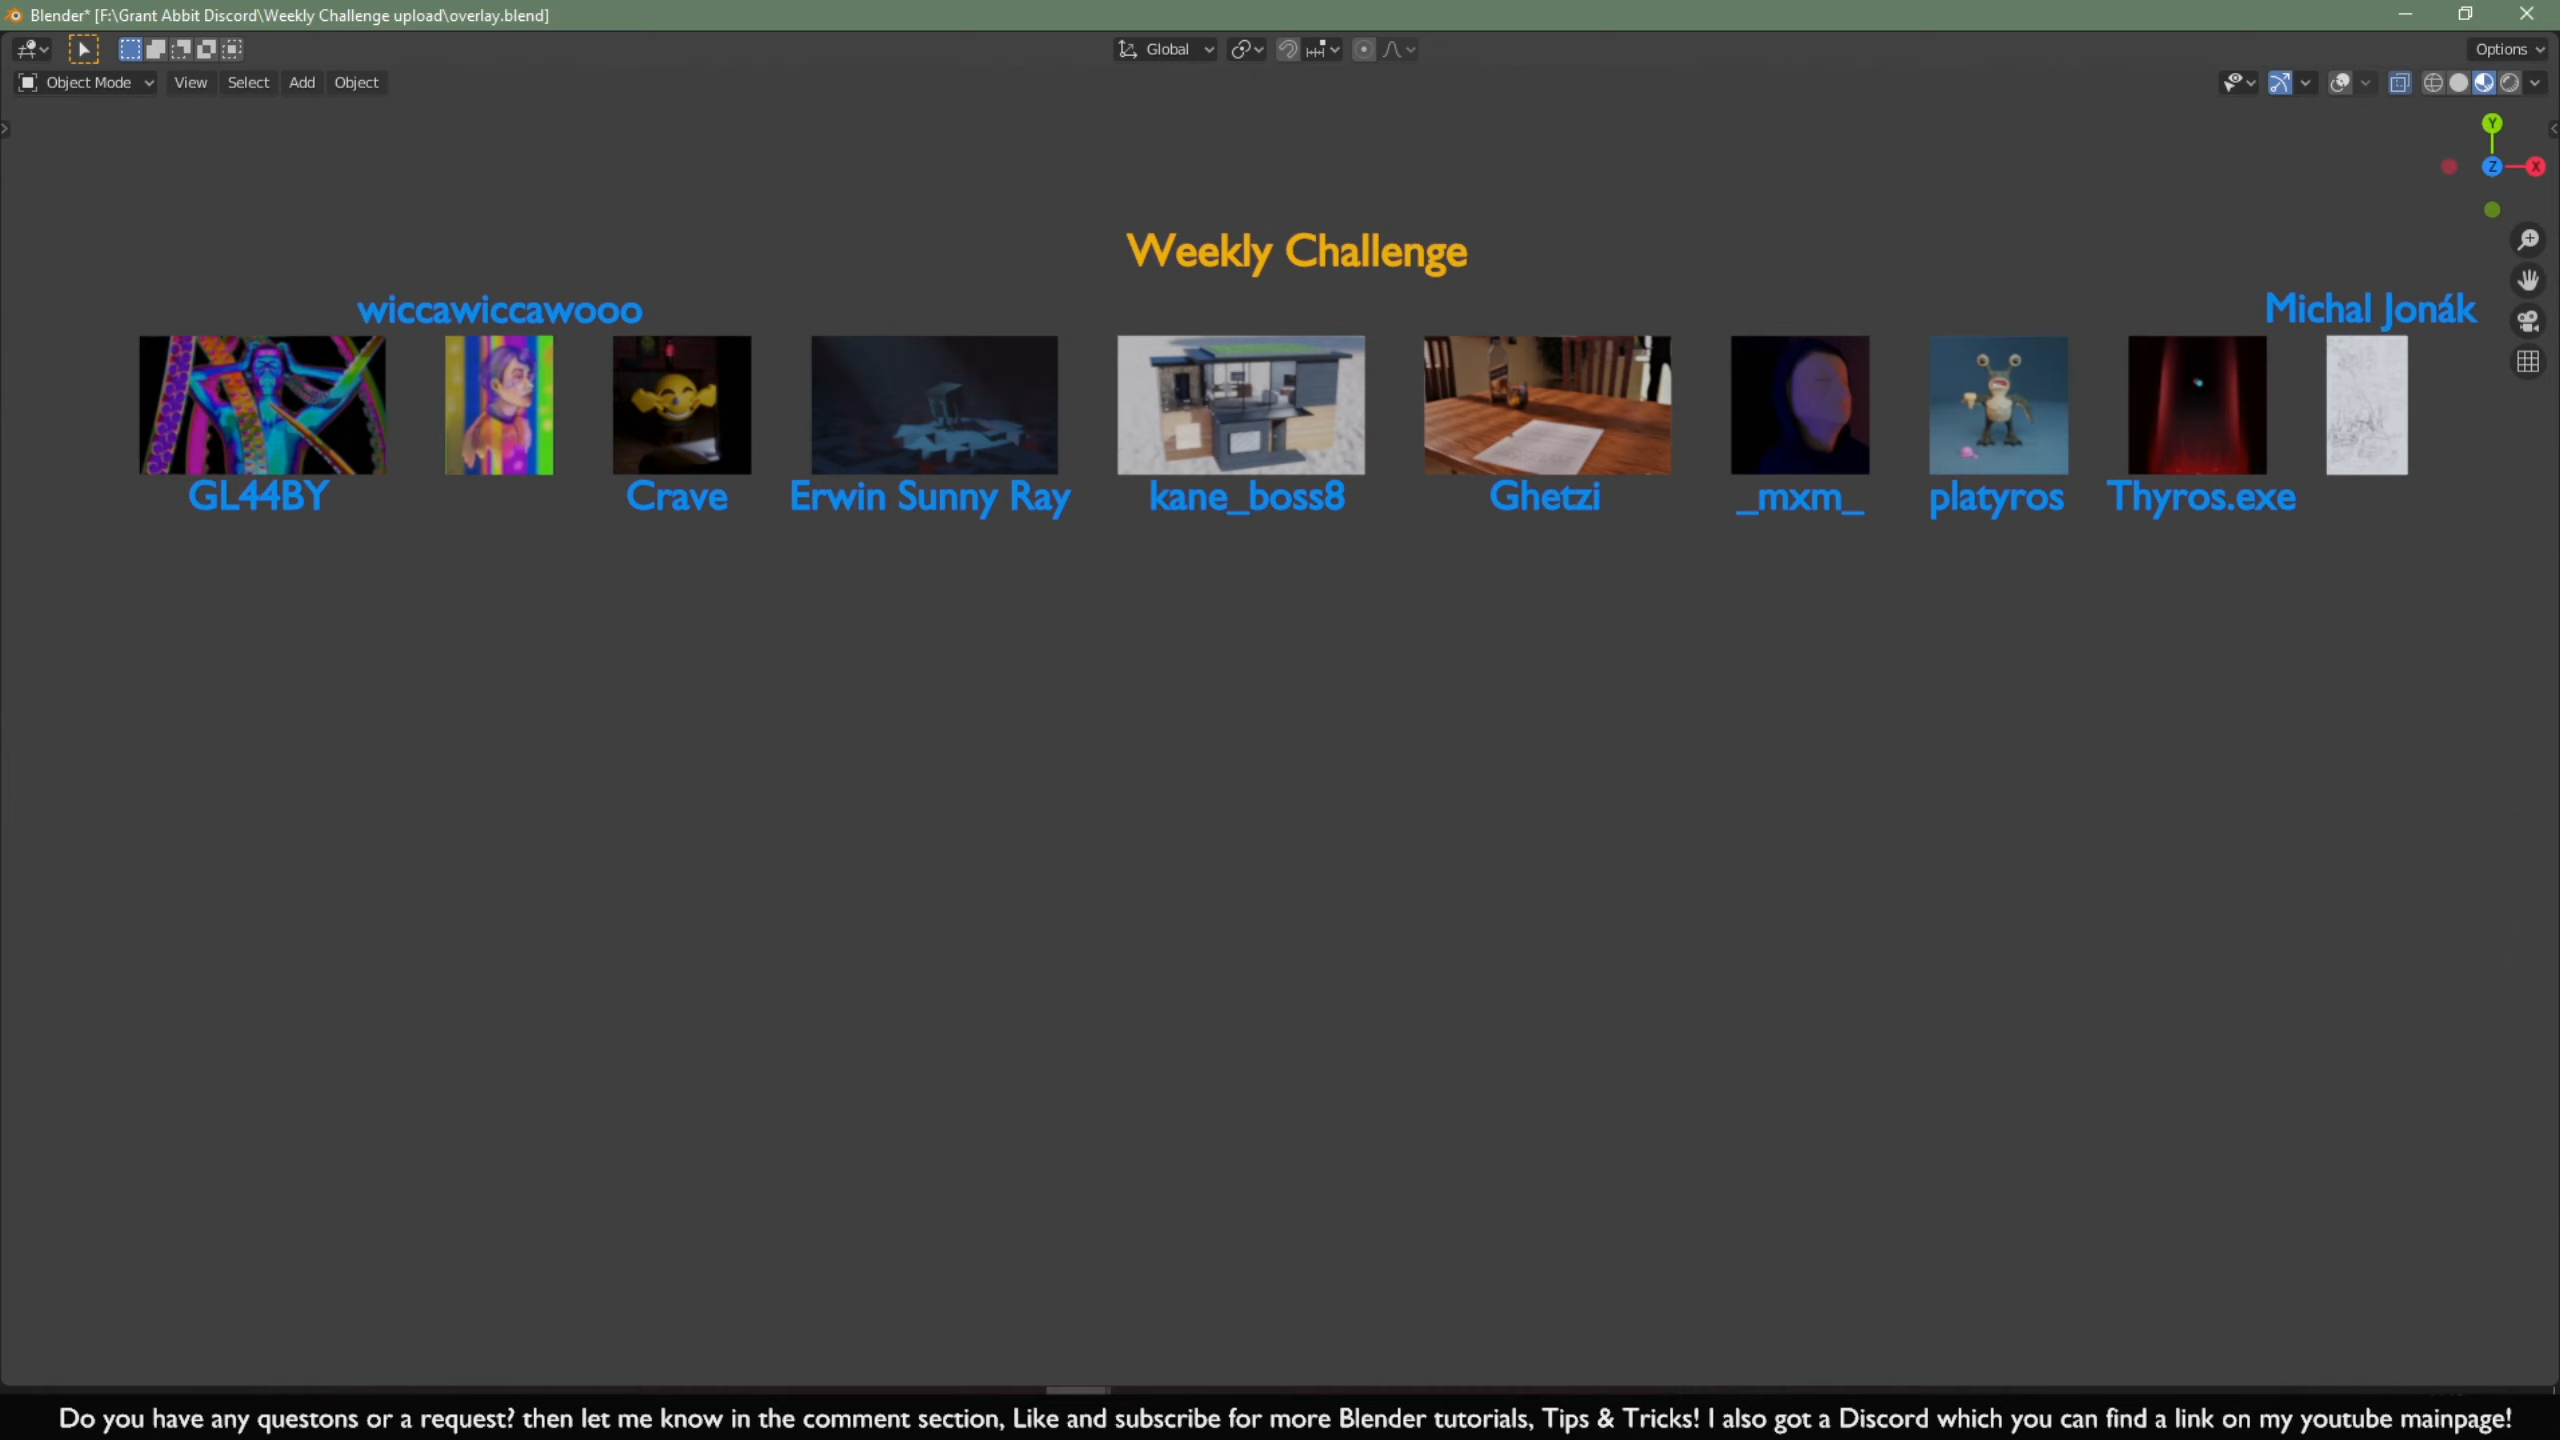 Blender* [F:\Grant Abbit Discord\Weekly Challenge upload\overlay.blend]
Global
Options
Object Mode View Select Add Object
Y
Z X
Weekly Challenge
wiccawiccawooo Michal Jonák
GL44BY Crave Erwin Sunny Ray kane_boss8 Ghetzi _mxm_ platyros Thyros.exe
Do you have any questons or a request? then let me know in the comment section, Like and subscribe for more Blender tutorials, Tips & Tricks! I also got a Discord which you can find a link on my youtube mainpage!